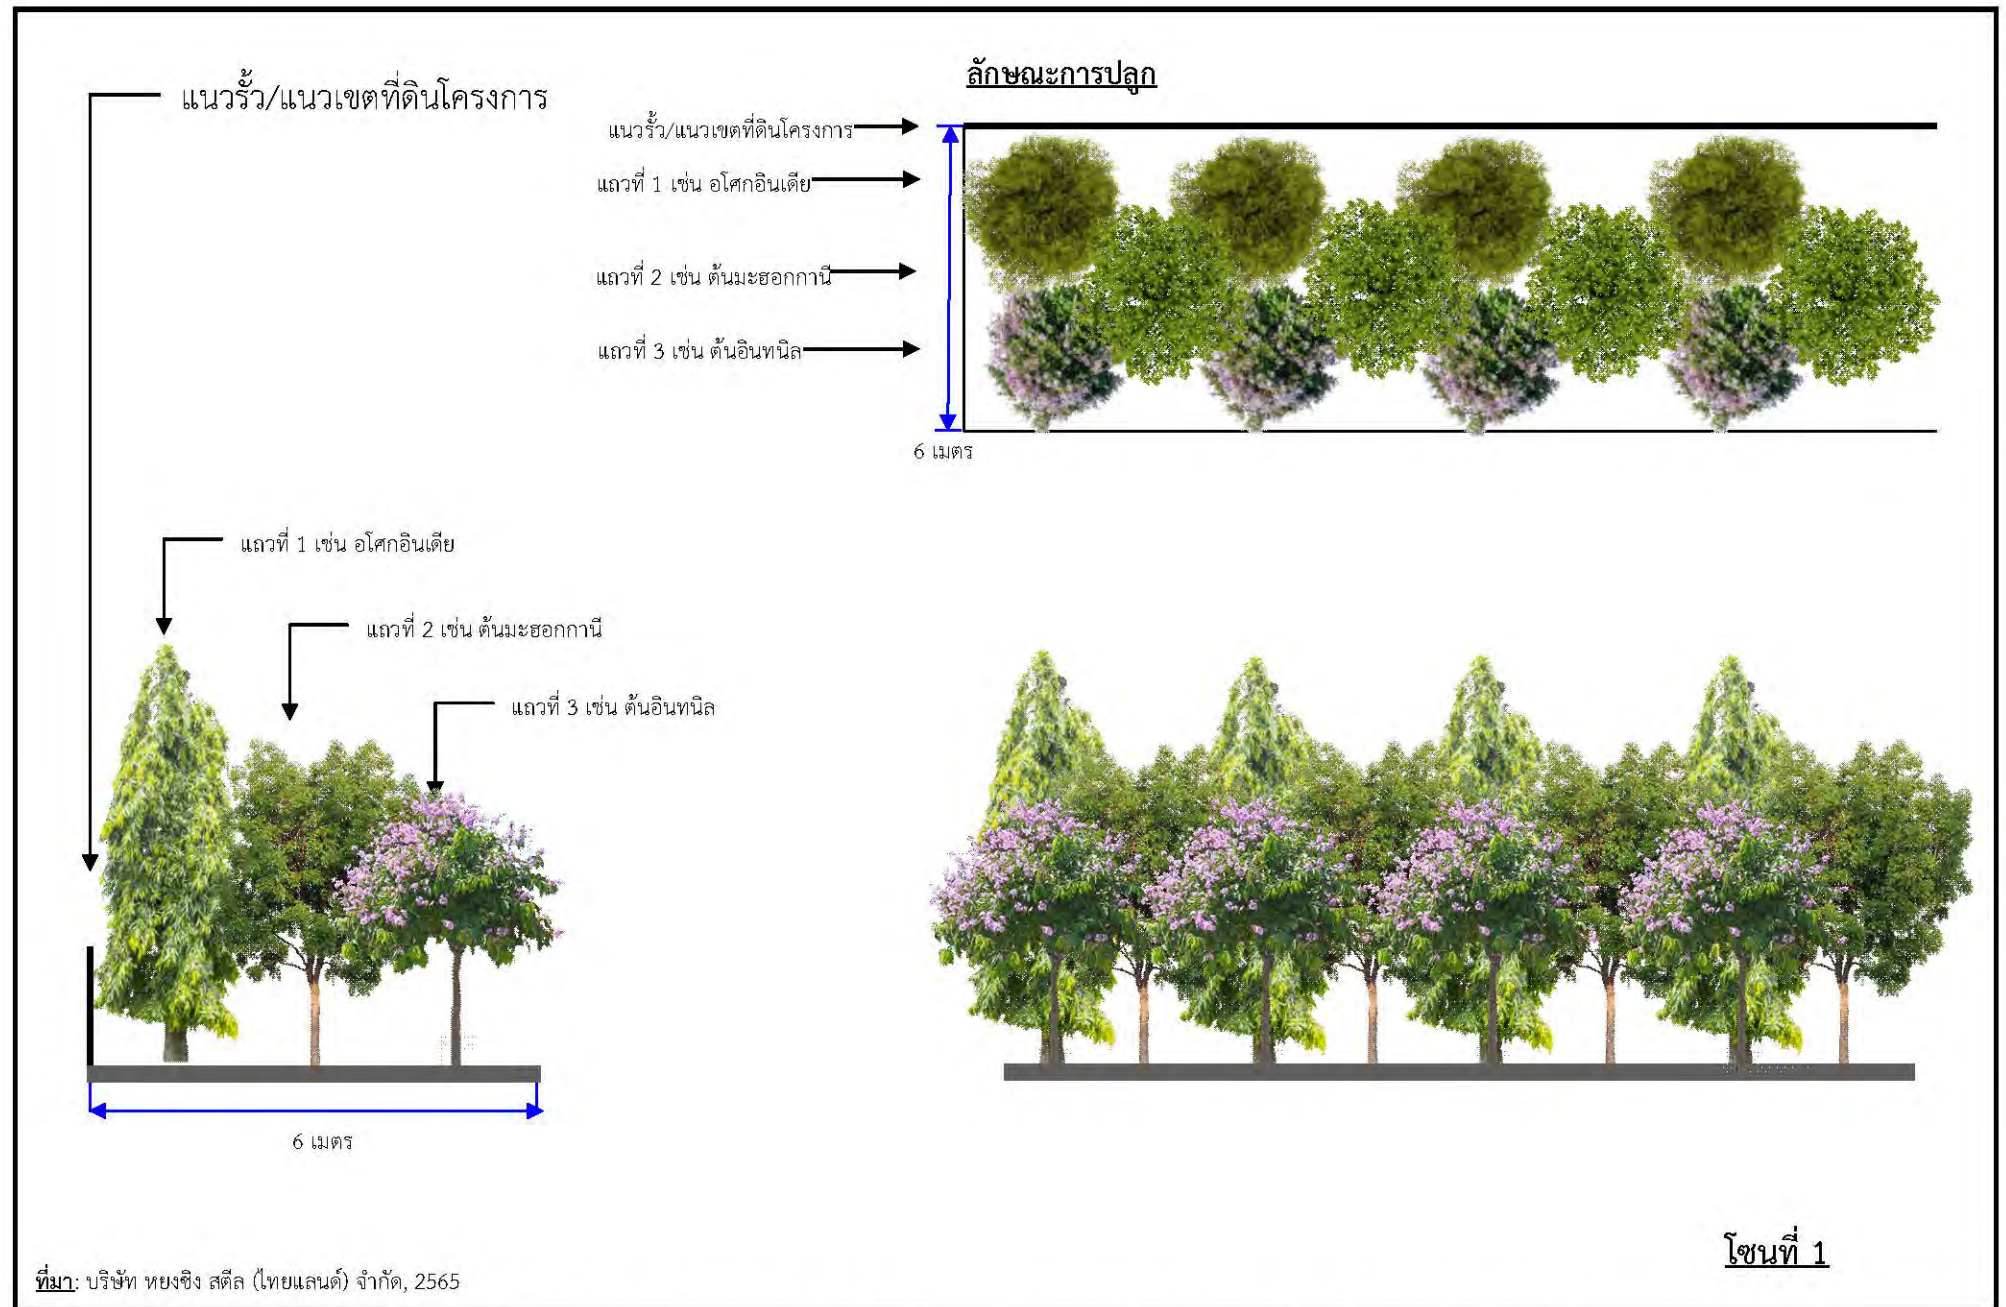 แนวรั้ว/แนวเขตที่ดินโครงการ
ลักษณะการปลูก
แนวรั้ว/แนวเขตที่ดินโครงการ
แถวที่ 1 เช่น อโศกอินเดีย
แถวที่ 2 เช่น ต้นมะฮอกกานี
แถวที่ 3 เช่น ต้นอินทนิล
6 เมตร
แถวที่ 1 เช่น อโศกอินเดีย
แถวที่ 2 เช่น ต้นมะฮอกกานี
แถวที่ 3 เช่น ต้นอินทนิล
6 เมตร
โซนที่ 1
ที่มา: บริษัท หยงชิง สตีล (ไทยแลนด์) จำกัด, 2565